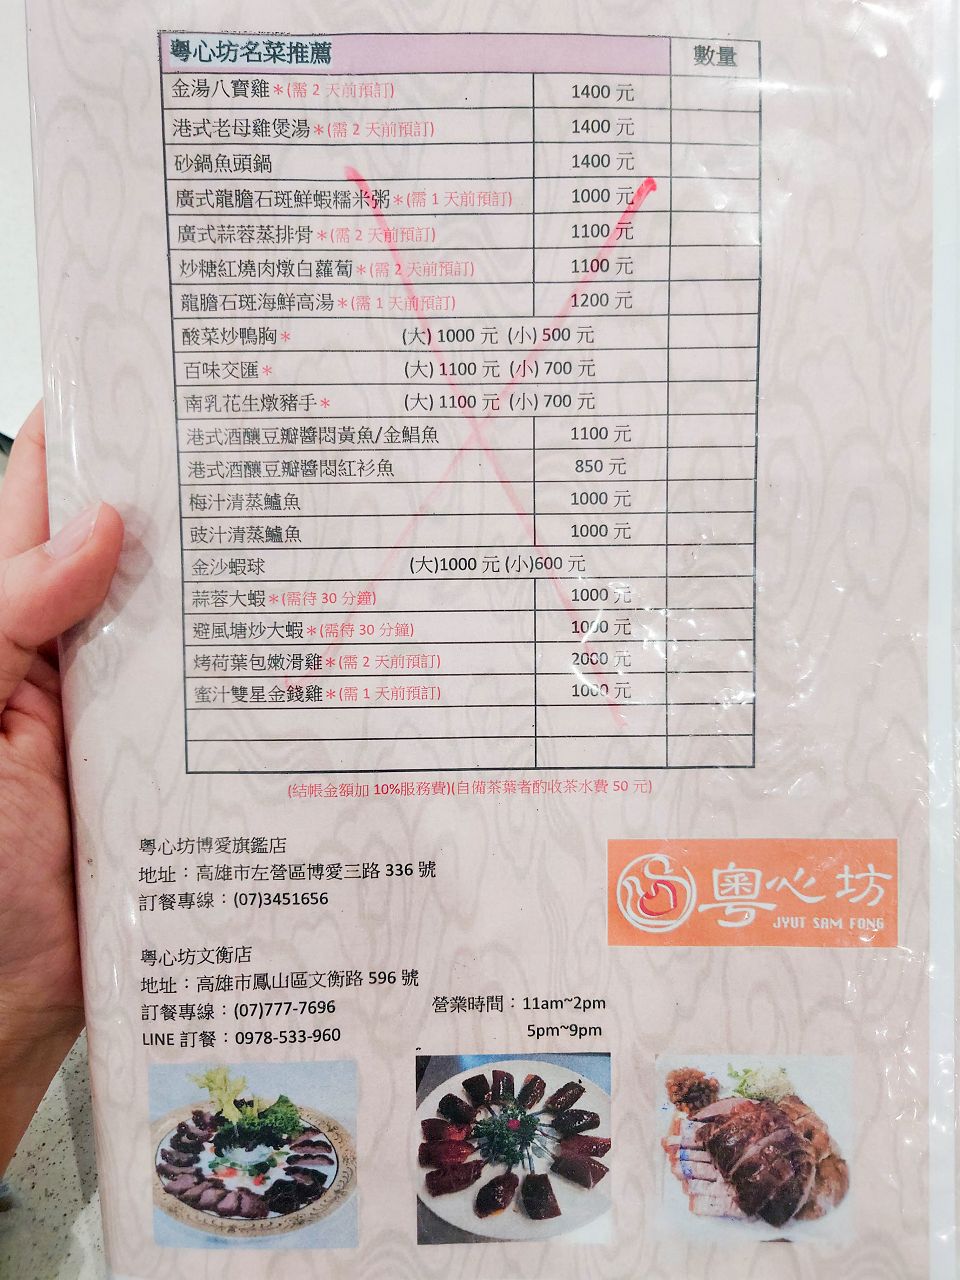 粵心坊名菜推薦 數量
金湯八寶雞＊(需 2 天前預訂) 1400 元
港式老母雞煲湯＊(需 2 天前預訂) 1400 元
砂鍋魚頭鍋 1400 元
廣式龍膽石斑鮮蝦糯米粥＊(需 1 天前預訂) 1000 元
廣式蒜蓉蒸排骨＊(需 2 天前預訂) 1100 元
炒糖紅燒肉燉白蘿蔔＊(需 2 天前預訂) 1100 元
龍膽石斑海鮮高湯＊(需 1 天前預訂) 1200 元
酸菜炒鴨胸＊ (大) 1000 元 (小) 500 元
百味交匯＊ (大) 1100 元 (小) 700 元
南乳花生燉豬手＊ (大) 1100 元 (小) 700 元
港式酒釀豆瓣醬悶黃魚/金鯧魚 1100 元
港式酒釀豆瓣醬悶紅衫魚 850 元
梅汁清蒸鱸魚 1000 元
豉汁清蒸鱸魚 1000 元
金沙蝦球 (大)1000 元 (小)600 元
蒜蓉大蝦＊(需待 30 分鐘) 1000 元
避風塘炒大蝦＊(需待 30 分鐘) 1000 元
烤荷葉包嫩滑雞＊(需 2 天前預訂) 2000 元
蜜汁雙星金錢雞＊(需 1 天前預訂) 1000 元
(結帳金額加 10%服務費)(自備茶葉者酌收茶水費 50 元)
粵心坊博愛旗鑑店
地址：高雄市左營區博愛三路 336 號
訂餐專線：(07)3451656
粵心坊
JYUT SAM FONG
粵心坊文衡店
地址：高雄市鳳山區文衡路 596 號
訂餐專線：(07)777-7696
LINE 訂餐：0978-533-960
營業時間：11am~2pm
5pm~9pm